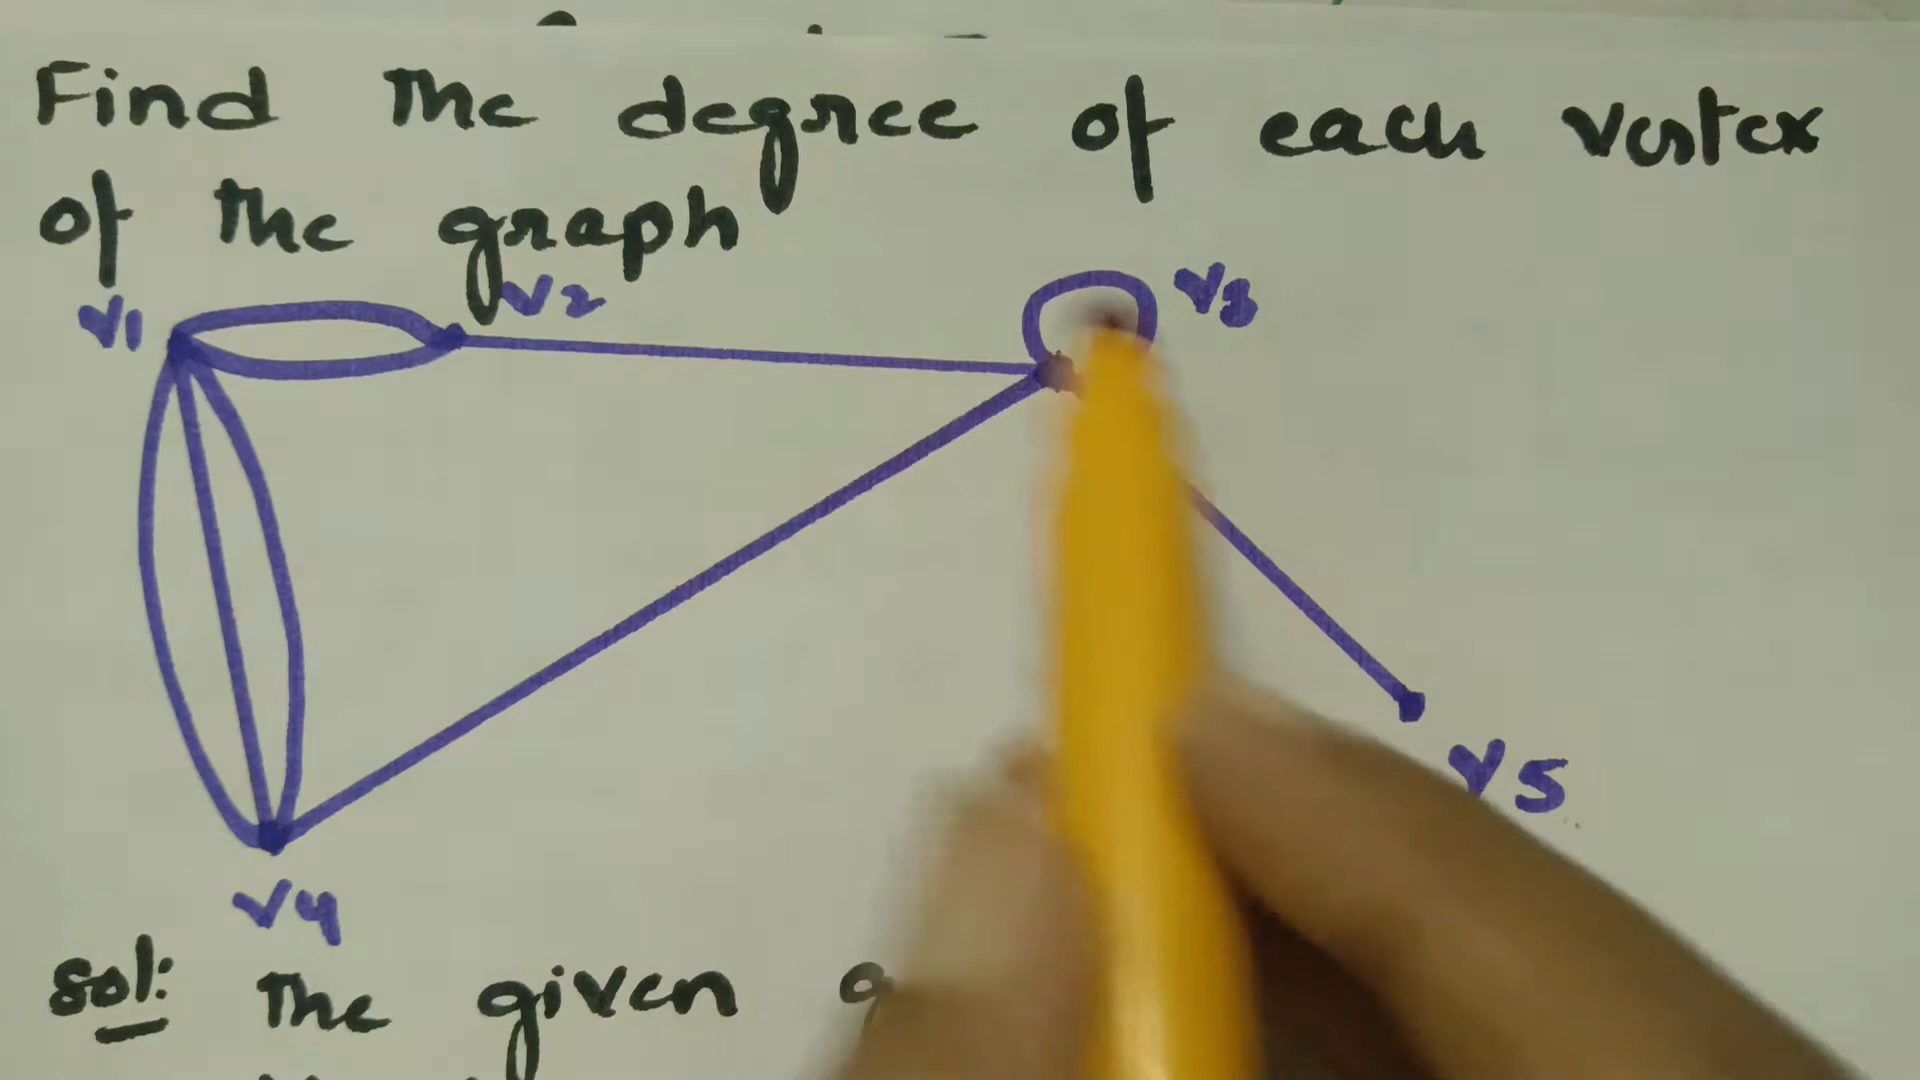 Find the degree of each vertex
of the graph
v1
v2
v3
v5
v4
Sol: The given